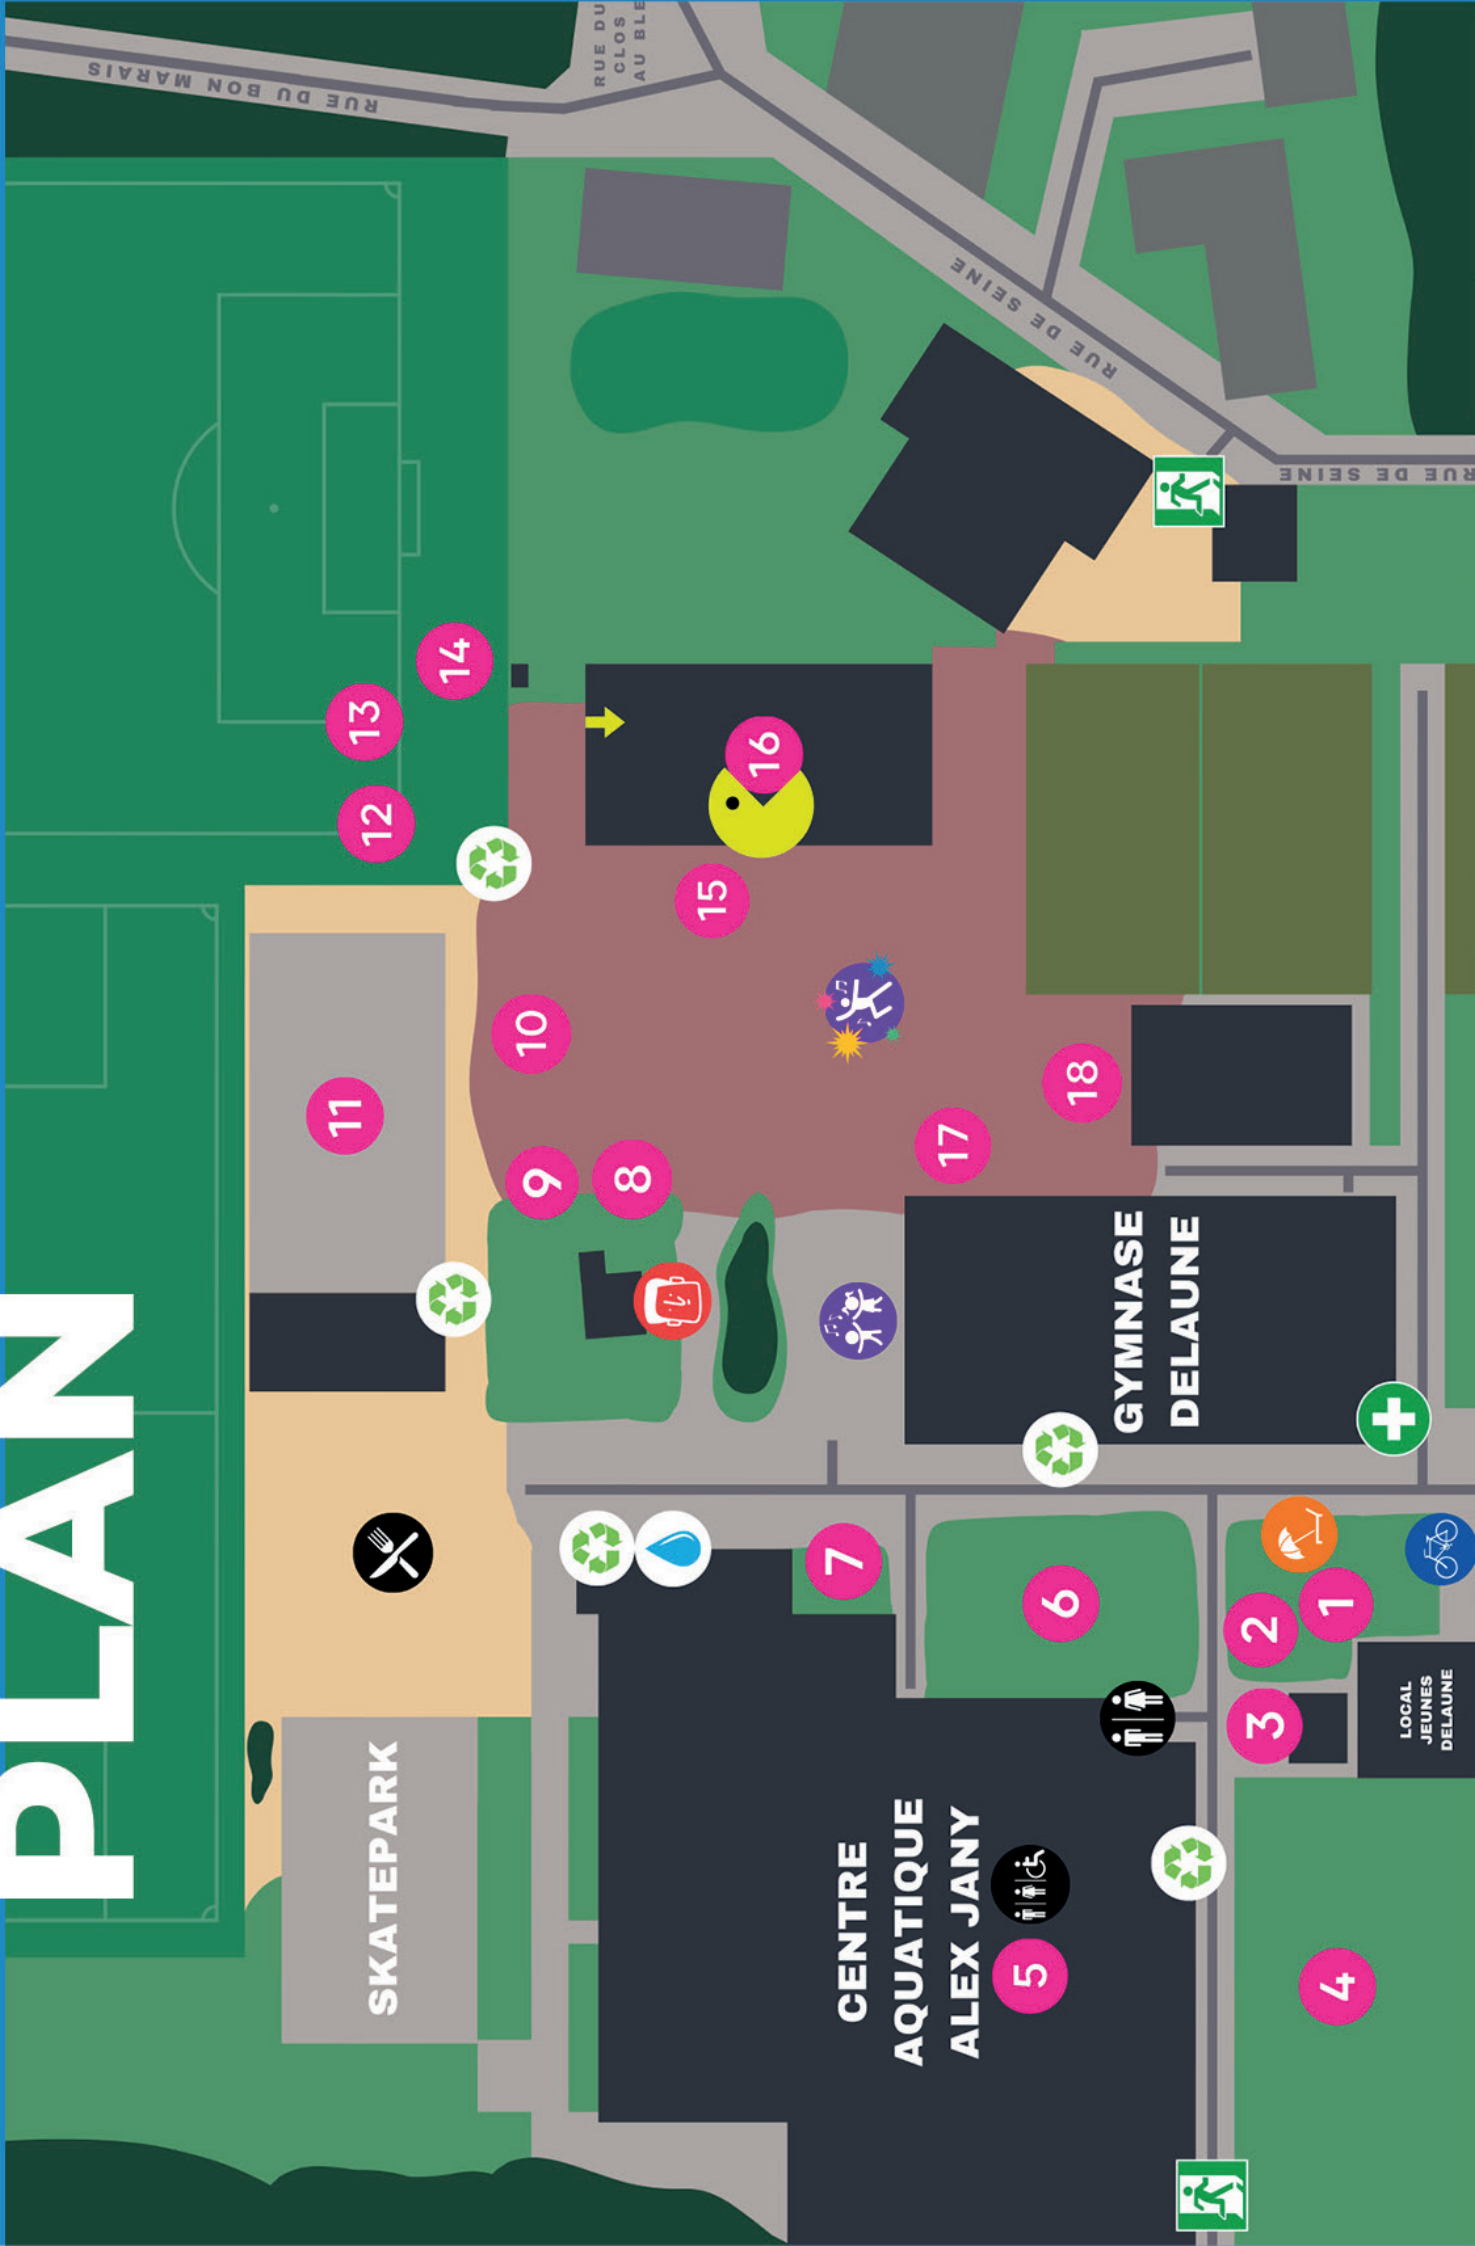 PLAN
RUE DU BON MARAIS
RUE DU
CLOS
AU BLE
RUE DE SEINE
RUE DE SEINE
SKATEPARK
CENTRE
AQUATIQUE
ALEX JANY
GYMNASE
DELAUNE
LOCAL
JEUNES
DELAUNE
1
2
3
4
5
6
7
8
9
10
11
12
13
14
15
16
17
18